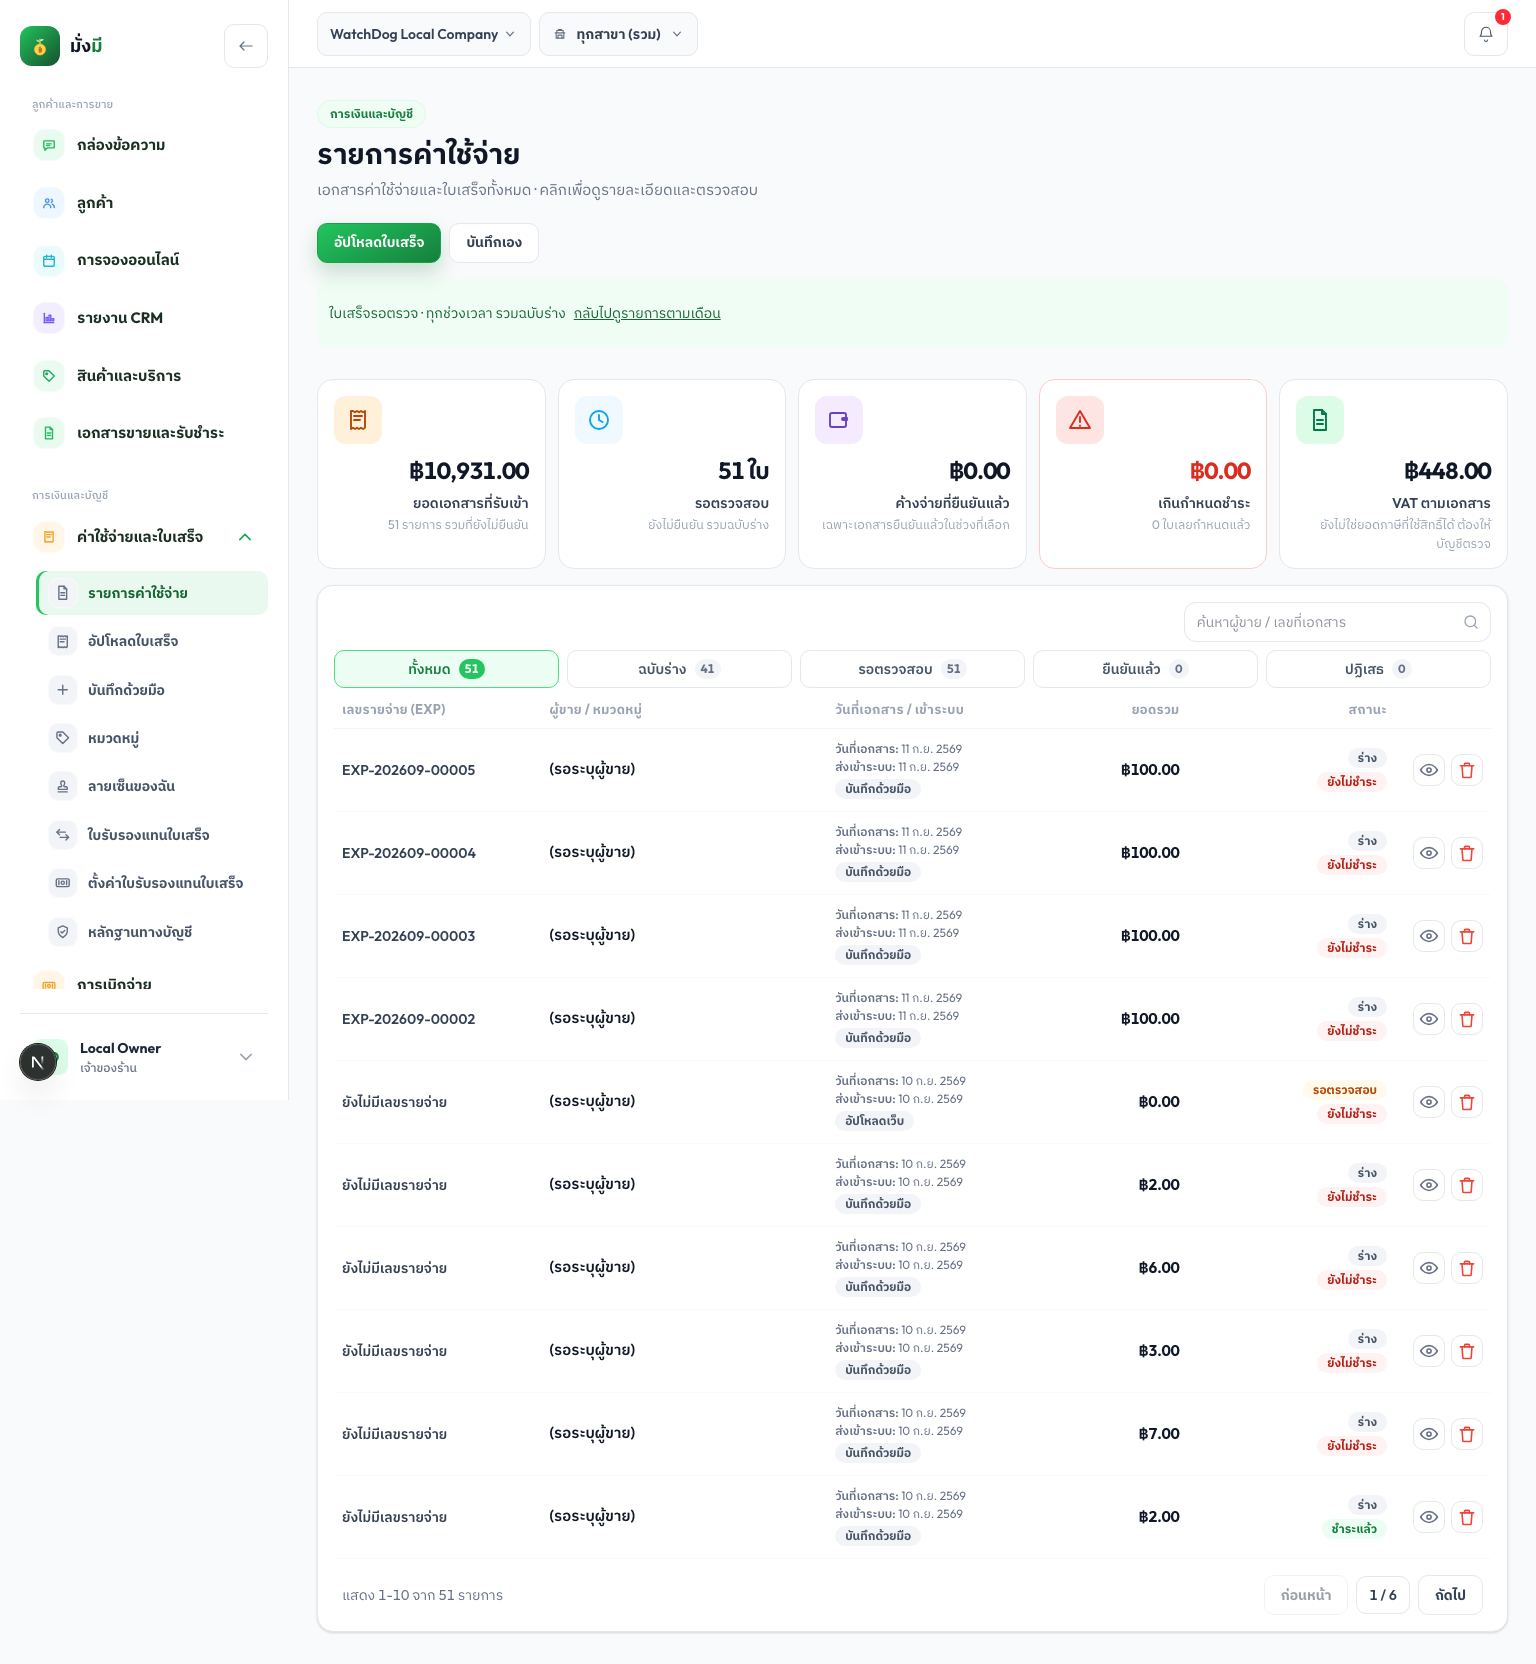 มั่งมี
WatchDog Local Company
ทุกสาขา (รวม)
1
ลูกค้าและการขาย
กล่องข้อความ
ลูกค้า
การจองออนไลน์
รายงาน CRM
สินค้าและบริการ
เอกสารขายและรับชำระ
การเงินและบัญชี
ค่าใช้จ่ายและใบเสร็จ
รายการค่าใช้จ่าย
อัปโหลดใบเสร็จ
บันทึกด้วยมือ
หมวดหมู่
ลายเซ็นของฉัน
ใบรับรองแทนใบเสร็จ
ตั้งค่าใบรับรองแทนใบเสร็จ
หลักฐานทางบัญชี
การเบิกจ่าย
N
Local Owner
เจ้าของร้าน
การเงินและบัญชี
รายการค่าใช้จ่าย
เอกสารค่าใช้จ่ายและใบเสร็จทั้งหมด · คลิกเพื่อดูรายละเอียดและตรวจสอบ
อัปโหลดใบเสร็จ
บันทึกเอง
ใบเสร็จรอตรวจ · ทุกช่วงเวลา รวมฉบับร่าง กลับไปดูรายการตามเดือน
฿10,931.00
ยอดเอกสารที่รับเข้า
51 รายการ รวมที่ยังไม่ยืนยัน
51 ใบ
รอตรวจสอบ
ยังไม่ยืนยัน รวมฉบับร่าง
฿0.00
ค้างจ่ายที่ยืนยันแล้ว
เฉพาะเอกสารยืนยันแล้วในช่วงที่เลือก
฿0.00
เกินกำหนดชำระ
0 ใบเลยกำหนดแล้ว
฿448.00
VAT ตามเอกสาร
ยังไม่ใช่ยอดภาษีที่ใช้สิทธิ์ได้ ต้องให้
บัญชีตรวจ
ค้นหาผู้ขาย / เลขที่เอกสาร
ทั้งหมด 51
ฉบับร่าง 41
รอตรวจสอบ 51
ยืนยันแล้ว 0
ปฏิเสธ 0
เลขรายจ่าย (EXP) ผู้ขาย / หมวดหมู่ วันที่เอกสาร / เข้าระบบ ยอดรวม สถานะ
วันที่เอกสาร: 11 ก.ย. 2569
ร่าง
EXP-202609-00005 (รอระบุผู้ขาย) ส่งเข้าระบบ: 11 ก.ย. 2569 ฿100.00
ยังไม่ชำระ
บันทึกด้วยมือ
วันที่เอกสาร: 11 ก.ย. 2569
ร่าง
EXP-202609-00004 (รอระบุผู้ขาย) ส่งเข้าระบบ: 11 ก.ย. 2569 ฿100.00
ยังไม่ชำระ
บันทึกด้วยมือ
วันที่เอกสาร: 11 ก.ย. 2569
ร่าง
EXP-202609-00003 (รอระบุผู้ขาย) ส่งเข้าระบบ: 11 ก.ย. 2569 ฿100.00
ยังไม่ชำระ
บันทึกด้วยมือ
วันที่เอกสาร: 11 ก.ย. 2569
ร่าง
EXP-202609-00002 (รอระบุผู้ขาย) ส่งเข้าระบบ: 11 ก.ย. 2569 ฿100.00
ยังไม่ชำระ
บันทึกด้วยมือ
วันที่เอกสาร: 10 ก.ย. 2569
รอตรวจสอบ
ยังไม่มีเลขรายจ่าย (รอระบุผู้ขาย) ส่งเข้าระบบ: 10 ก.ย. 2569 ฿0.00
ยังไม่ชำระ
อัปโหลดเว็บ
วันที่เอกสาร: 10 ก.ย. 2569
ร่าง
ยังไม่มีเลขรายจ่าย (รอระบุผู้ขาย) ส่งเข้าระบบ: 10 ก.ย. 2569 ฿2.00
ยังไม่ชำระ
บันทึกด้วยมือ
วันที่เอกสาร: 10 ก.ย. 2569
ร่าง
ยังไม่มีเลขรายจ่าย (รอระบุผู้ขาย) ส่งเข้าระบบ: 10 ก.ย. 2569 ฿6.00
ยังไม่ชำระ
บันทึกด้วยมือ
วันที่เอกสาร: 10 ก.ย. 2569
ร่าง
ยังไม่มีเลขรายจ่าย (รอระบุผู้ขาย) ส่งเข้าระบบ: 10 ก.ย. 2569 ฿3.00
ยังไม่ชำระ
บันทึกด้วยมือ
วันที่เอกสาร: 10 ก.ย. 2569
ร่าง
ยังไม่มีเลขรายจ่าย (รอระบุผู้ขาย) ส่งเข้าระบบ: 10 ก.ย. 2569 ฿7.00
ยังไม่ชำระ
บันทึกด้วยมือ
วันที่เอกสาร: 10 ก.ย. 2569
ร่าง
ยังไม่มีเลขรายจ่าย (รอระบุผู้ขาย) ส่งเข้าระบบ: 10 ก.ย. 2569 ฿2.00
ชำระแล้ว
บันทึกด้วยมือ
แสดง 1-10 จาก 51 รายการ
ก่อนหน้า 1 / 6 ถัดไป